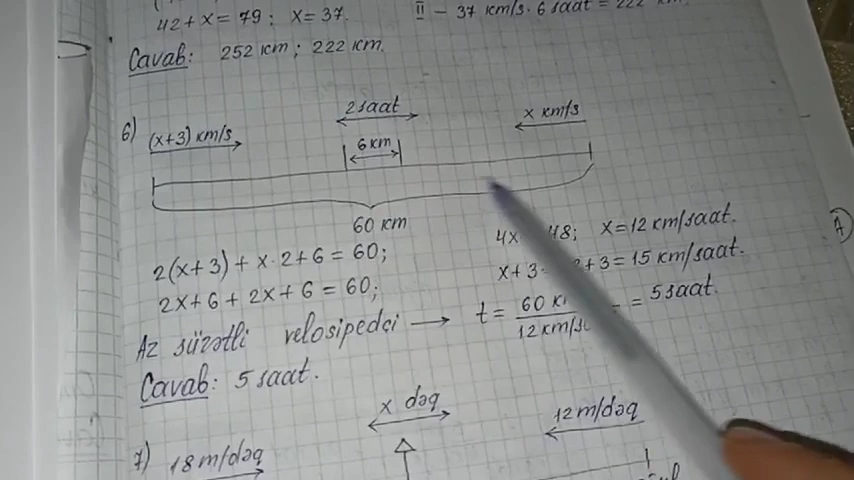 42 + x = 79; x = 37.
II - 37 km/s · 6 saat = 222 km.
Cavab: 252 km; 222 km.
6)
(x+3) km/s
2 saat
x km/s
6 km
60 km
2(x+3) + x·2 + 6 = 60;
2x + 6 + 2x + 6 = 60;
4x 48; x = 12 km/saat.
x + 3 + 3 = 15 km/saat.
Az sürətli velosipedçi → t = 60 / 12 km/s = 5 saat.
Cavab: 5 saat.
7)
18 m/dəq
x dəq
12 m/dəq
A